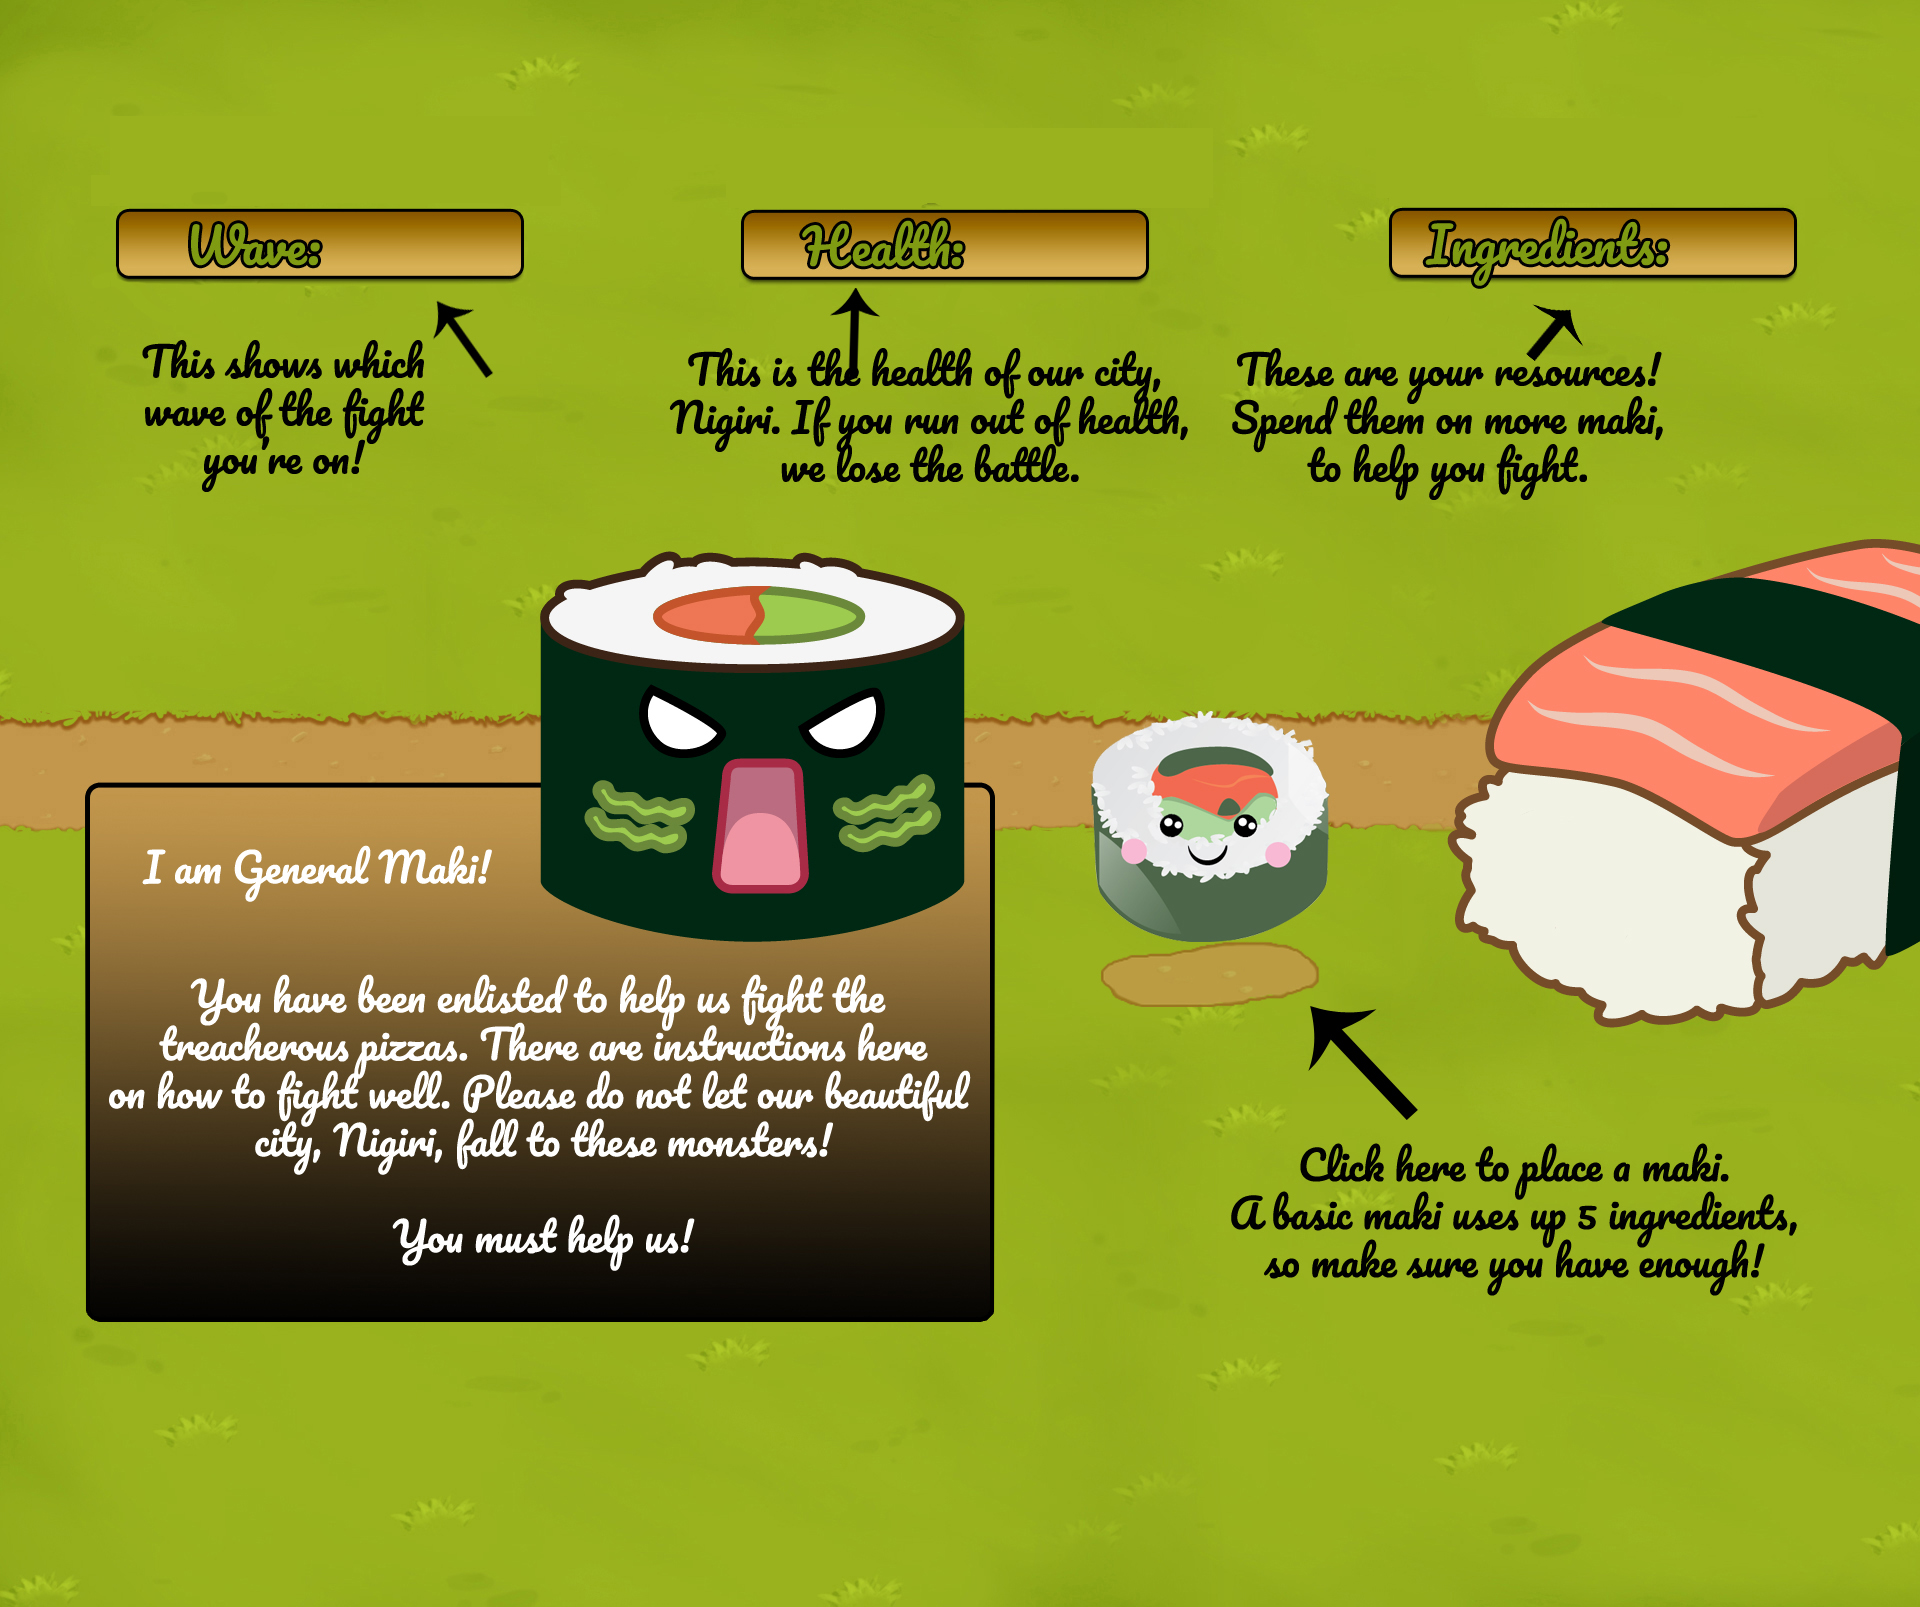 Wave:
Health:
Ingredients:
This shows which
wave of the fight
you're on!
This is the health of our city,
Nigiri. If you run out of health,
we lose the battle.
These are your resources!
Spend them on more maki,
to help you fight.
I am General Maki!
You have been enlisted to help us fight the
treacherous pizzas. There are instructions here
on how to fight well. Please do not let our beautiful
city, Nigiri, fall to these monsters!
You must help us!
Click here to place a maki.
A basic maki uses up 5 ingredients,
so make sure you have enough!